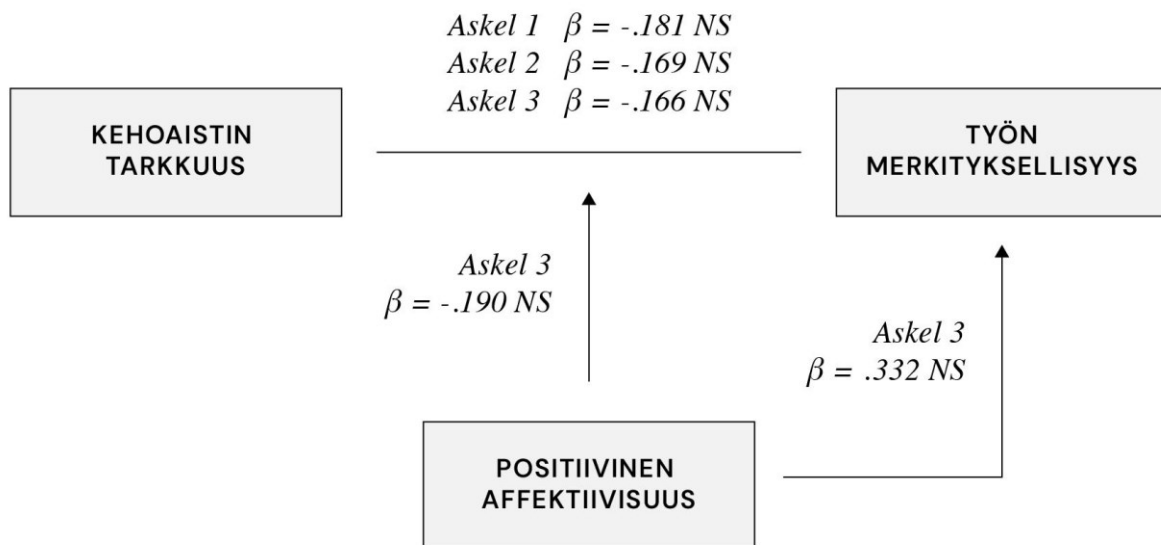 Askel 1 β = -.181 NS
Askel 2 β = -.169 NS
Askel 3 β = -.166 NS
KEHOAISTIN
TARKKUUS
TYÖN
MERKITYKSELLISYYS
Askel 3
β = -.190 NS
Askel 3
β = .332 NS
POSITIIVINEN
AFFEKTIIVISUUS